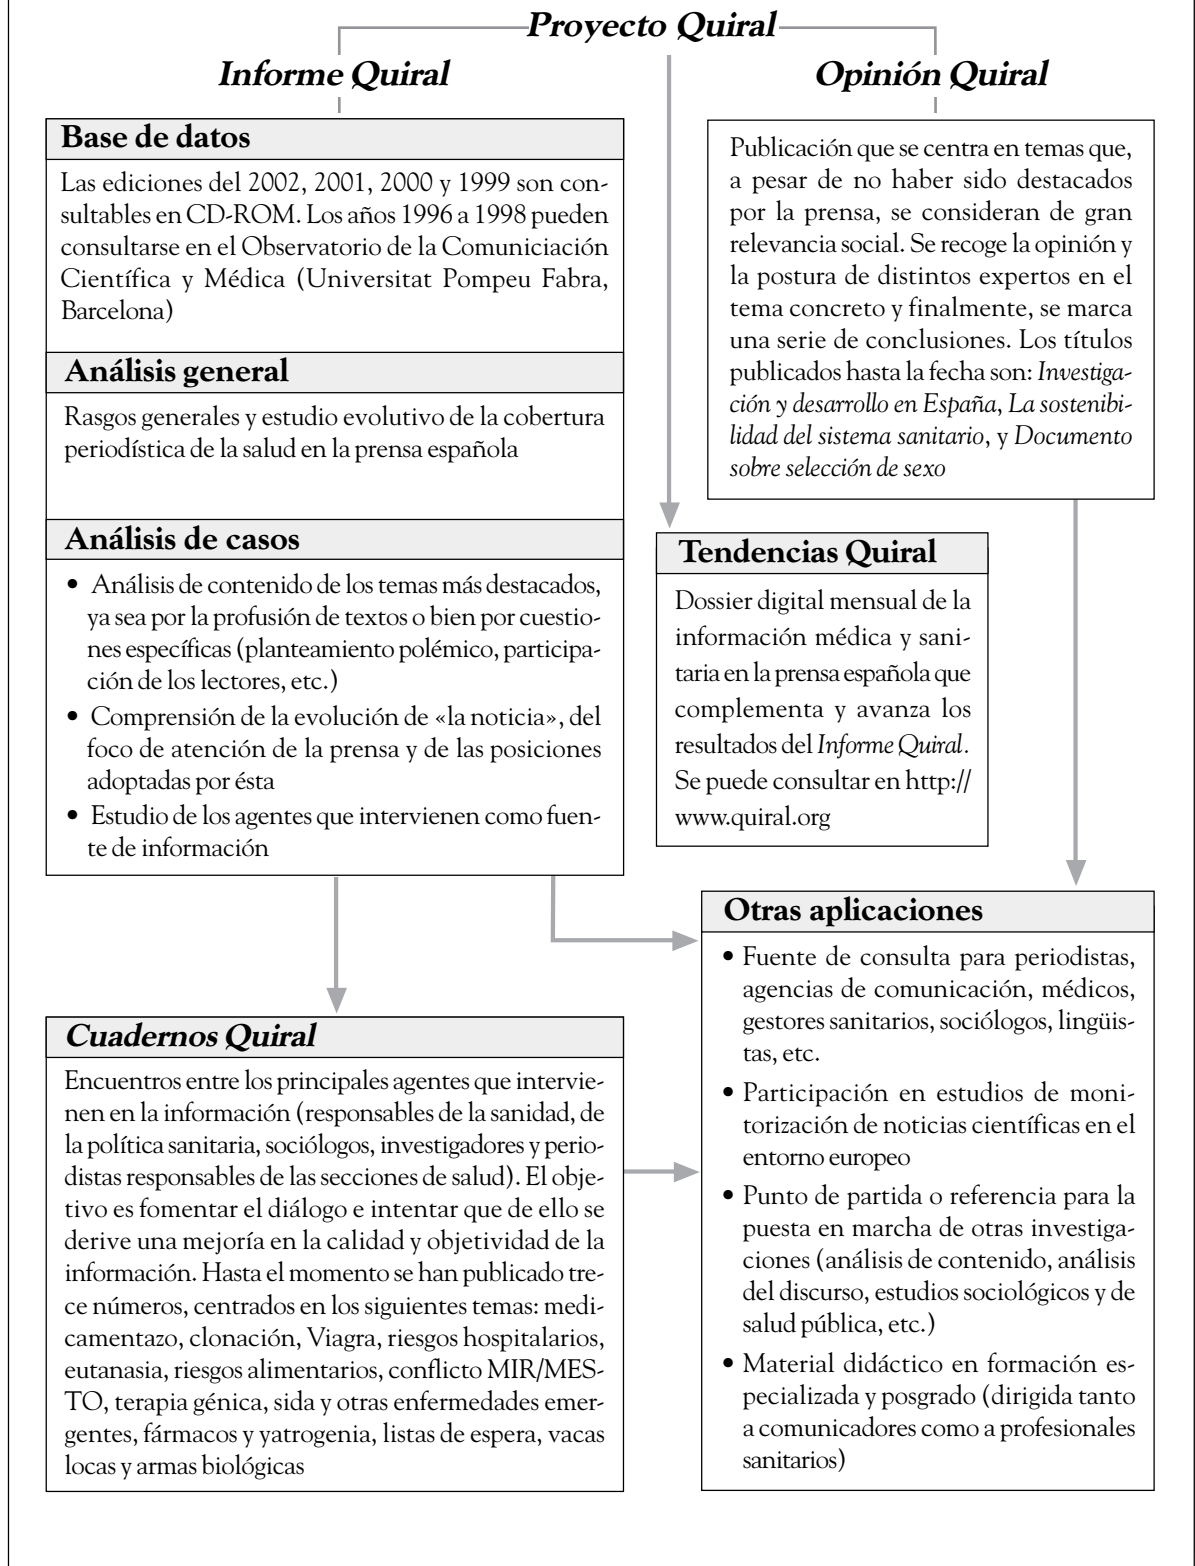 Proyecto Quiral
Informe Quiral
Opinión Quiral
Base de datos
Las ediciones del 2002, 2001, 2000 y 1999 son con-
sultables en CD-ROM. Los años 1996 a 1998 pueden
consultarse en el Observatorio de la Comuniciación
Científica y Médica (Universitat Pompeu Fabra,
Barcelona)
Análisis general
Rasgos generales y estudio evolutivo de la cobertura
periodística de la salud en la prensa española
Análisis de casos
• Análisis de contenido de los temas más destacados,
ya sea por la profusión de textos o bien por cuestio-
nes específicas (planteamiento polémico, participa-
ción de los lectores, etc.)
• Comprensión de la evolución de «la noticia», del
foco de atención de la prensa y de las posiciones
adoptadas por ésta
• Estudio de los agentes que intervienen como fuen-
te de información
Publicación que se centra en temas que,
a pesar de no haber sido destacados
por la prensa, se consideran de gran
relevancia social. Se recoge la opinión y
la postura de distintos expertos en el
tema concreto y finalmente, se marca
una serie de conclusiones. Los títulos
publicados hasta la fecha son: Investiga-
ción y desarrollo en España, La sostenibi-
lidad del sistema sanitario, y Documento
sobre selección de sexo
Tendencias Quiral
Dossier digital mensual de la
información médica y sani-
taria en la prensa española que
complementa y avanza los
resultados del Informe Quiral.
Se puede consultar en http://
www.quiral.org
Cuadernos Quiral
Encuentros entre los principales agentes que intervie-
nen en la información (responsables de la sanidad, de
la política sanitaria, sociólogos, investigadores y perio-
distas responsables de las secciones de salud). El obje-
tivo es fomentar el diálogo e intentar que de ello se
derive una mejoría en la calidad y objetividad de la
información. Hasta el momento se han publicado tre-
ce números, centrados en los siguientes temas: medi-
camentazo, clonación, Viagra, riesgos hospitalarios,
eutanasia, riesgos alimentarios, conflicto MIR/MES-
TO, terapia génica, sida y otras enfermedades emer-
gentes, fármacos y yatrogenia, listas de espera, vacas
locas y armas biológicas
Otras aplicaciones
• Fuente de consulta para periodistas,
agencias de comunicación, médicos,
gestores sanitarios, sociólogos, lingüis-
tas, etc.
• Participación en estudios de moni-
torización de noticias científicas en el
entorno europeo
• Punto de partida o referencia para la
puesta en marcha de otras investiga-
ciones (análisis de contenido, análisis
del discurso, estudios sociológicos y de
salud pública, etc.)
• Material didáctico en formación es-
pecializada y posgrado (dirigida tanto
a comunicadores como a profesionales
sanitarios)